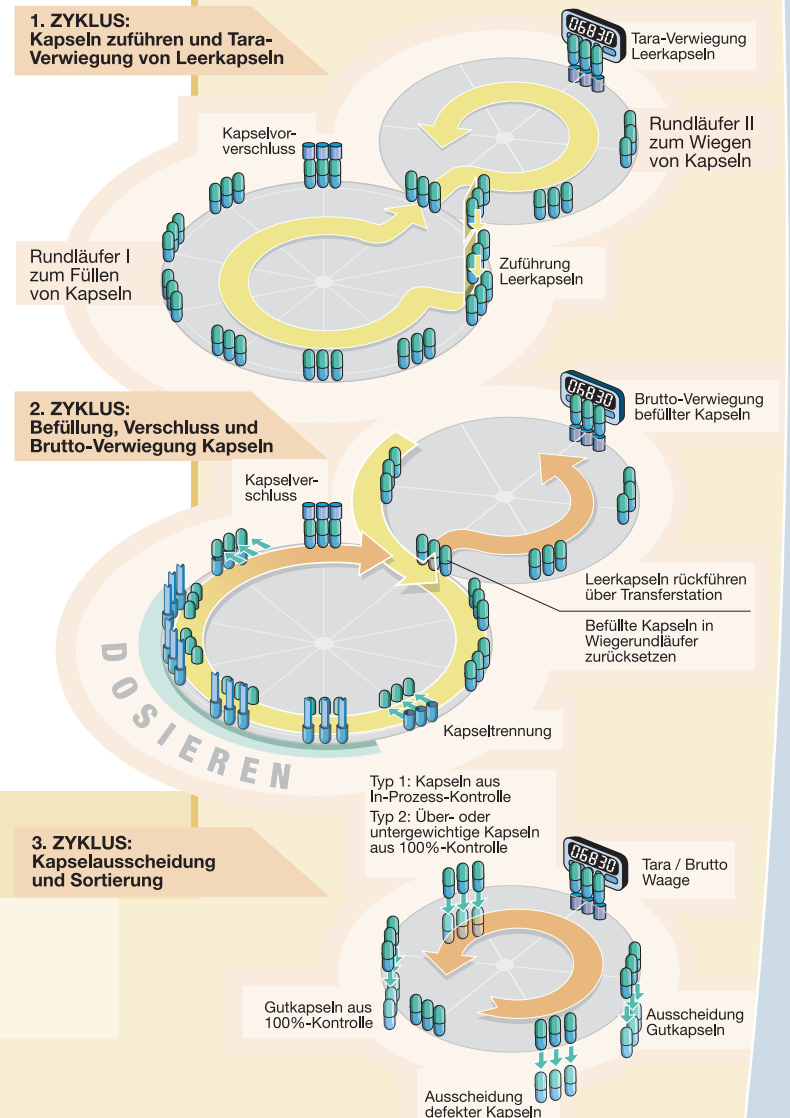 1. ZYKLUS:
Kapseln zuführen und Tara-
Verwiegung von Leerkapseln
06830
Tara-Verwiegung
Leerkapseln
Kapselvor-
verschluss
Rundläufer II
zum Wiegen
von Kapseln
Rundläufer I
zum Füllen
von Kapseln
Zuführung
Leerkapseln
2. ZYKLUS:
Befüllung, Verschluss und
Brutto-Verwiegung Kapseln
06830
Brutto-Verwiegung
befüllter Kapseln
Kapselver-
schluss
Leerkapseln rückführen
über Transferstation
Befüllte Kapseln in
Wiegerundläufer
zurücksetzen
DOSIEREN
Kapseltrennung
Typ 1: Kapseln aus
In-Prozess-Kontrolle
Typ 2: Über- oder
untergewichtige Kapseln
aus 100%-Kontrolle
3. ZYKLUS:
Kapselausscheidung
und Sortierung
06830
Tara / Brutto
Waage
Gutkapseln aus
100%-Kontrolle
Ausscheidung
Gutkapseln
Ausscheidung
defekter Kapseln